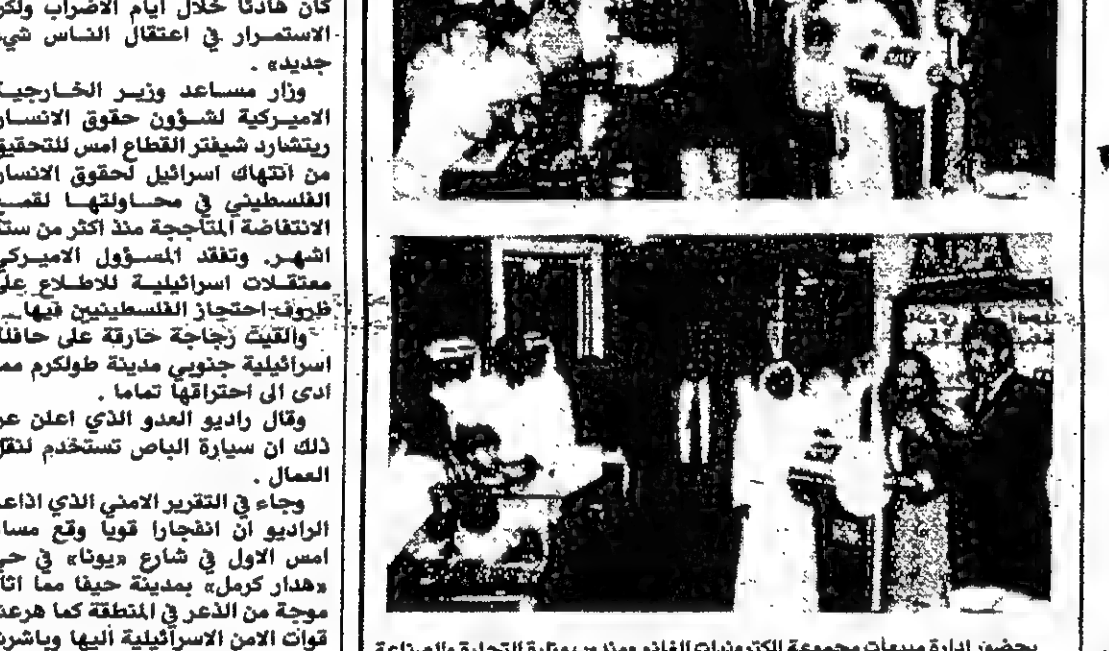 كان هادئا خلال ايام الاضراب ولكن
الاستمرار في اعتقال الناس شيء
جديد» .
وزار مساعد وزير الخارجية
الاميركية لشؤون حقوق الانسان
ريتشارد شيفتر القطاع امس للتحقيق
من انتهاك اسرائيل لحقوق الانسان
الفلسطيني في محاولتها لقمع
الانتفاضة المتاججة منذ اكثر من ستة
اشهر. وتفقد المسؤول الاميركي
معتقلات اسرائيلية للاطلاع على
ظروف احتجاز الفلسطينيين فيها
والقيت زجاجة حارقة على حافلة
اسرائيلية جنوبي مدينة طولكرم مما
ادى الى احتراقها تماما .
وقال راديو العدو الذي اعلن عن
ذلك ان سيارة الباص تستخدم لنقل
العمال .
وجاء في التقرير الامني الذي اذاعه
الراديو ان انفجارا قويا وقع مساء
امس الاول في شارع «يونا» في حي
«هدار كرمل» بمدينة حيفا مما اثار
موجة من الذعر في المنطقة كما هرعت
قوات الامن الاسرائيلية اليها وباشرت
بحضور ادارة مبيعات مجموعة الكترونيات الغانم ومندوب وزارة التجارة والصناعة